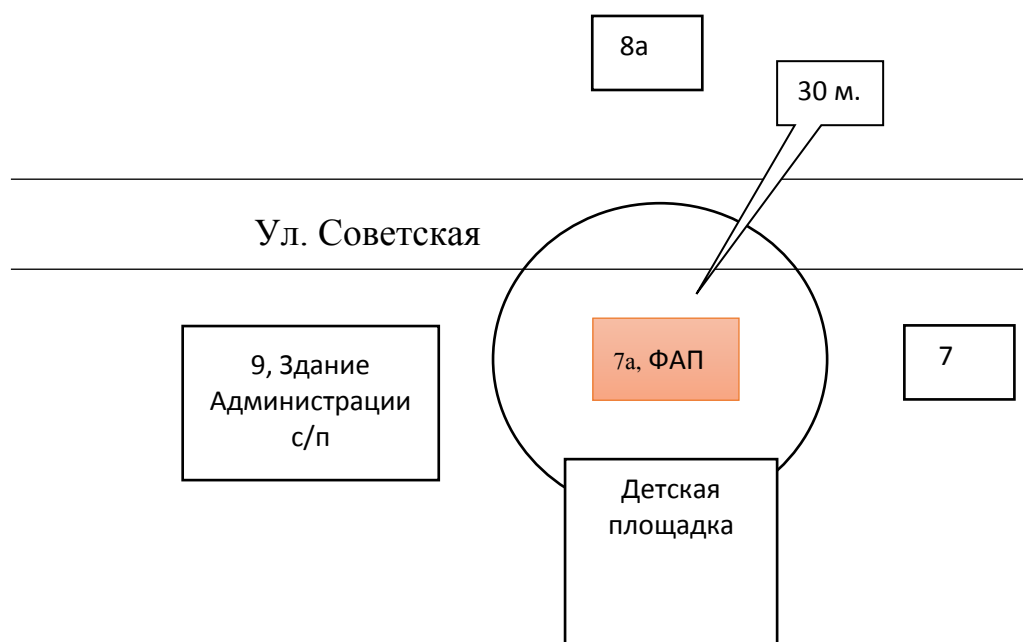 8а
30 м.
Ул. Советская
9, Здание
Администрации
с/п
7а, ФАП
7
Детская
площадка